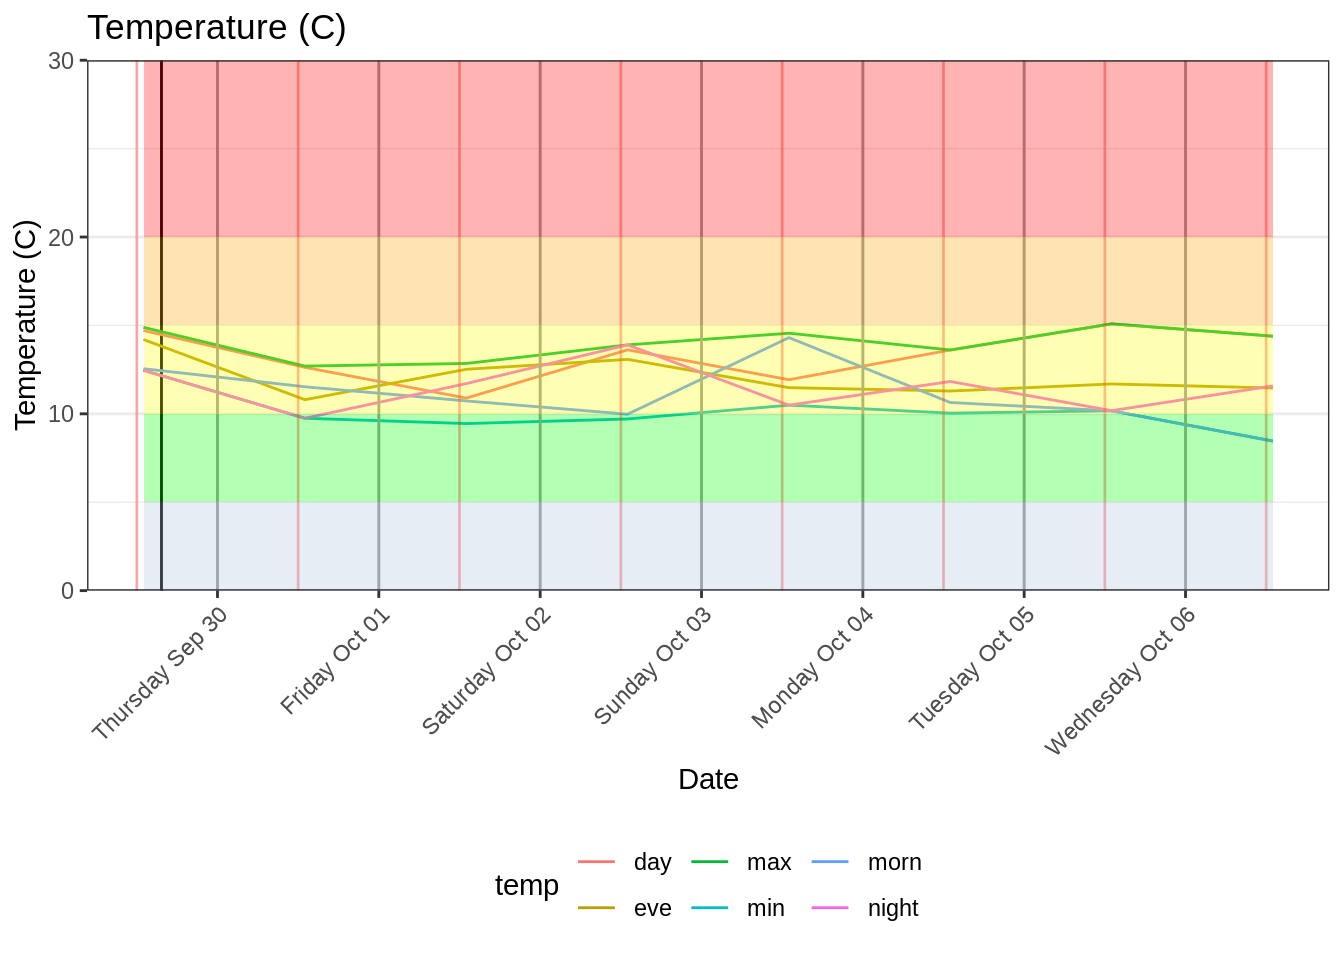 Temperature (C)
Temperature (C)
30
20
10
0
Thursday Sep 30
Friday Oct 01
Saturday Oct 02
Sunday Oct 03
Monday Oct 04
Tuesday Oct 05
Wednesday Oct 06
Date
temp
day
max
morn
eve
min
night